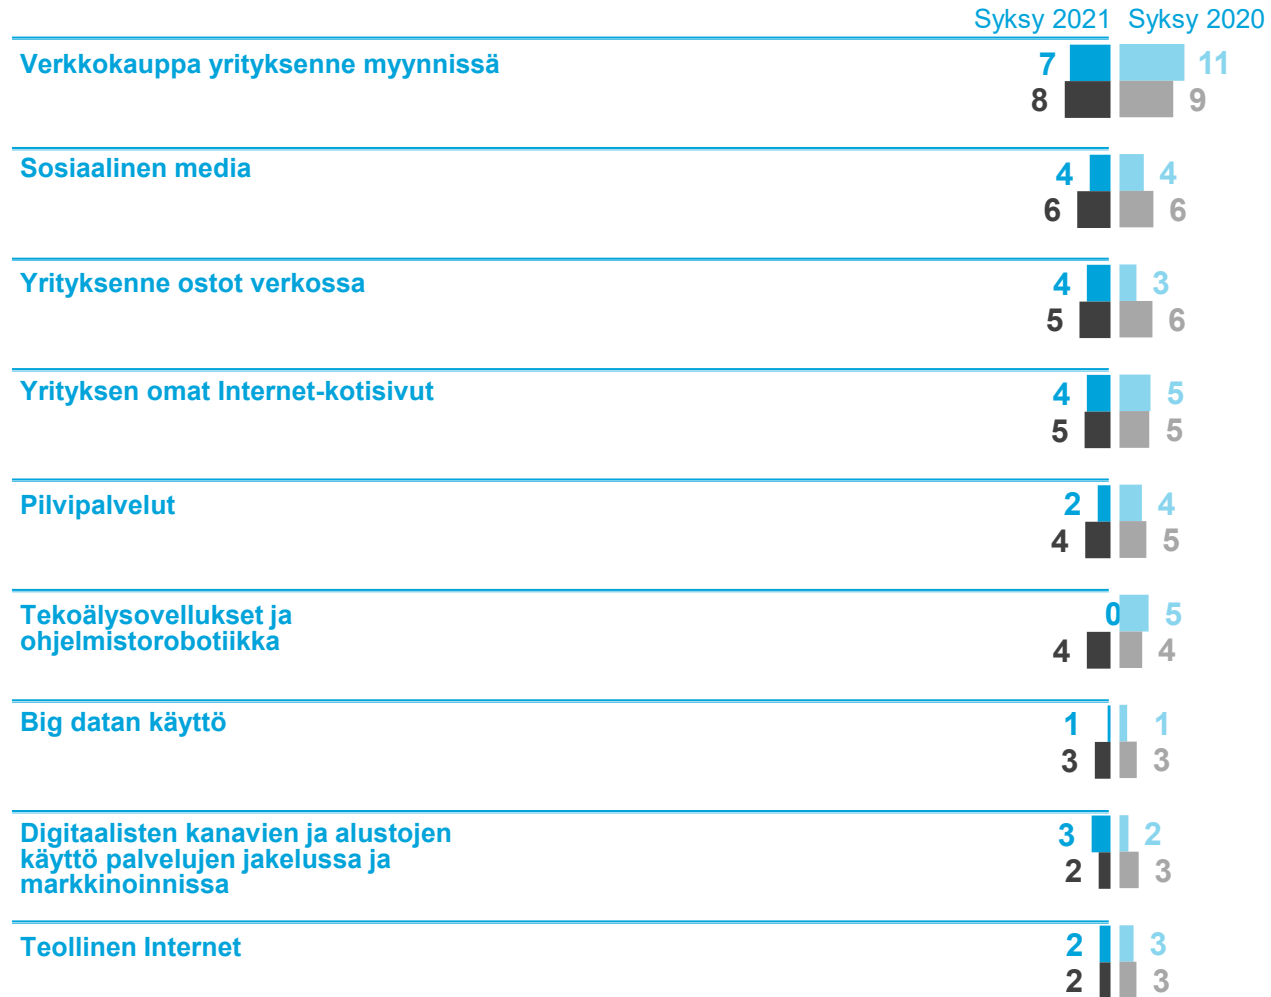 Syksy 2021 Syksy 2020
Verkkokauppa yrityksenne myynnissä
7 11
8 9
Sosiaalinen media
4 4
6 6
Yrityksenne ostot verkossa
4 3
5 6
Yrityksen omat Internet-kotisivut
4 5
5 5
Pilvipalvelut
2 4
4 5
Tekoälysovellukset ja
ohjelmistorobotiikka
0 5
4 4
Big datan käyttö
1 1
3 3
Digitaalisten kanavien ja alustojen
käyttö palvelujen jakelussa ja
markkinoinnissa
3 2
2 3
Teollinen Internet
2 3
2 3